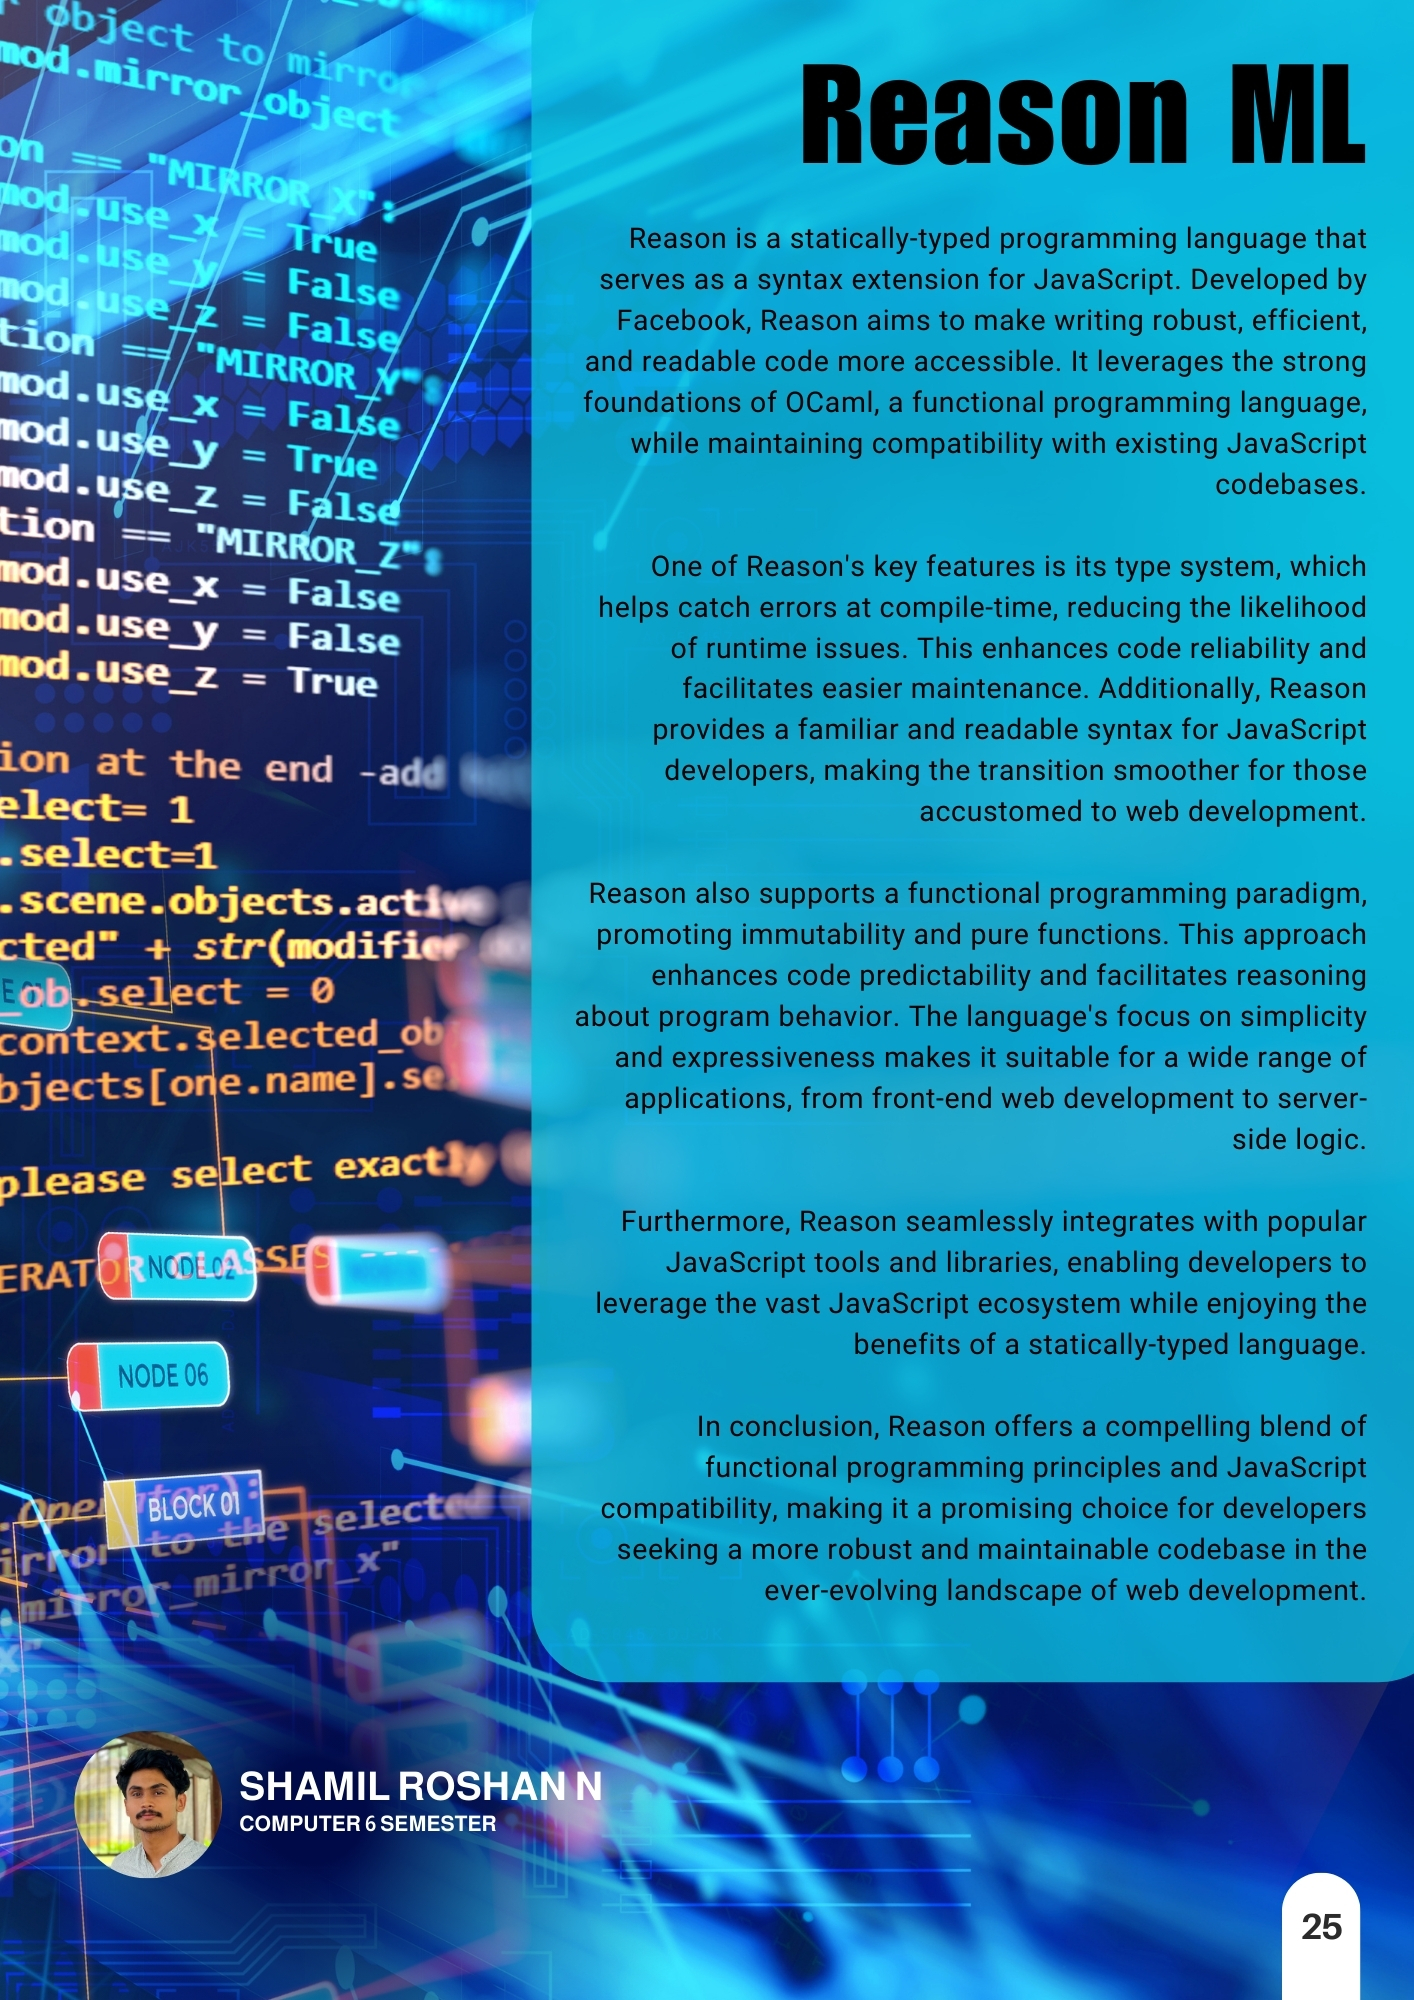 object to mirror
mod.mirror_object
on == "MIRROR_X":
mod.use_x = True
mod.use_y = False
mod.use_z = False
tion == "MIRROR_Y":
mod.use_x = False
mod.use_y = True
mod.use_z = False
tion == "MIRROR_Z":
mod.use_x = False
mod.use_y = False
mod.use_z = True
ion at the end -add
elect= 1
.select=1
.scene.objects.active
cted" + str(modifier
_ob.select = 0
context.selected_ob
bjects[one.name].se
please select exactly
ERATOR CLASSES ----
NODE 02
NODE 06
BLOCK 01
to the selected
.mirror_mirror_x"
x"
Reason ML
Reason is a statically-typed programming language that
serves as a syntax extension for JavaScript. Developed by
Facebook, Reason aims to make writing robust, efficient,
and readable code more accessible. It leverages the strong
foundations of OCaml, a functional programming language,
while maintaining compatibility with existing JavaScript
codebases.
One of Reason's key features is its type system, which
helps catch errors at compile-time, reducing the likelihood
of runtime issues. This enhances code reliability and
facilitates easier maintenance. Additionally, Reason
provides a familiar and readable syntax for JavaScript
developers, making the transition smoother for those
accustomed to web development.
Reason also supports a functional programming paradigm,
promoting immutability and pure functions. This approach
enhances code predictability and facilitates reasoning
about program behavior. The language's focus on simplicity
and expressiveness makes it suitable for a wide range of
applications, from front-end web development to server-
side logic.
Furthermore, Reason seamlessly integrates with popular
JavaScript tools and libraries, enabling developers to
leverage the vast JavaScript ecosystem while enjoying the
benefits of a statically-typed language.
In conclusion, Reason offers a compelling blend of
functional programming principles and JavaScript
compatibility, making it a promising choice for developers
seeking a more robust and maintainable codebase in the
ever-evolving landscape of web development.
SHAMIL ROSHAN N
COMPUTER 6 SEMESTER
25